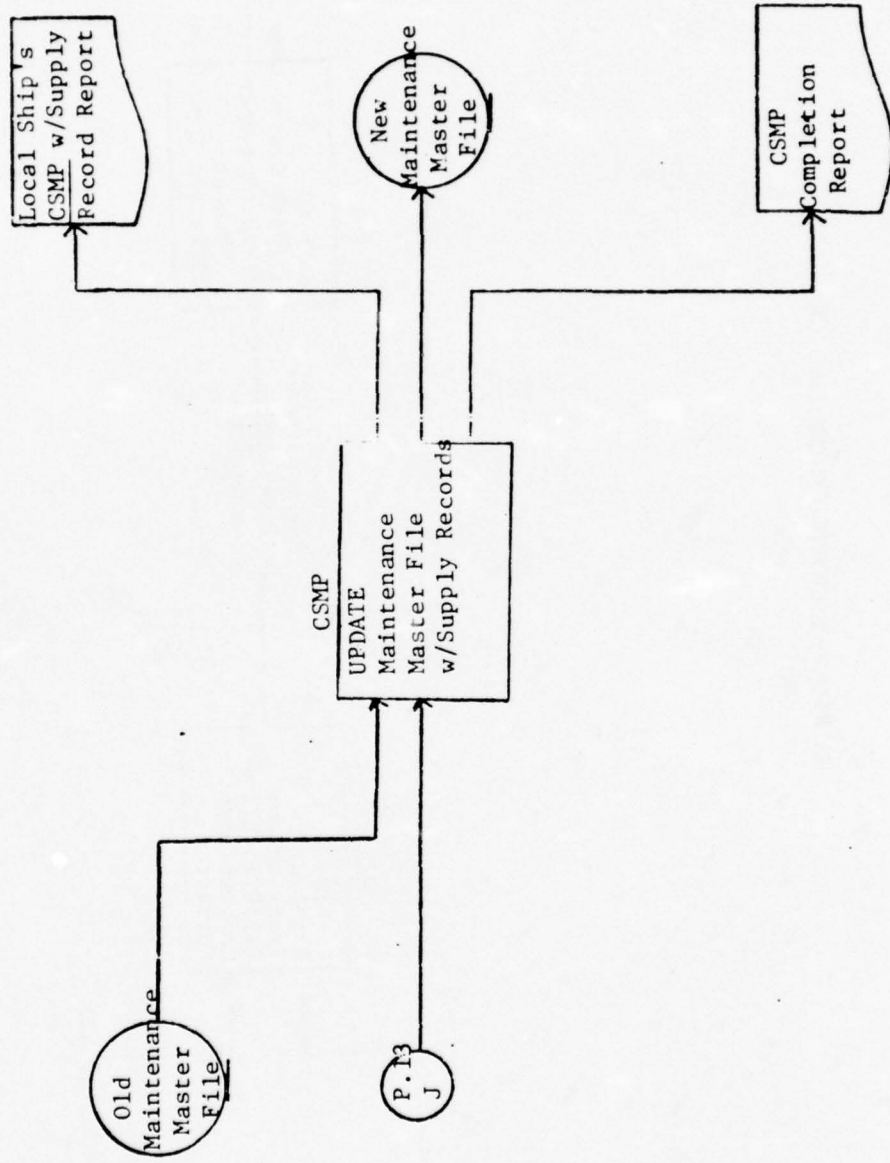 Old
Maintenance
Master
File
P.13
J
CSMP
UPDATE
Maintenance
Master File
w/Supply Records
Local Ship's
CSMP w/Supply
Record Report
New
Maintenance
Master
File
CSMP
Completion
Report